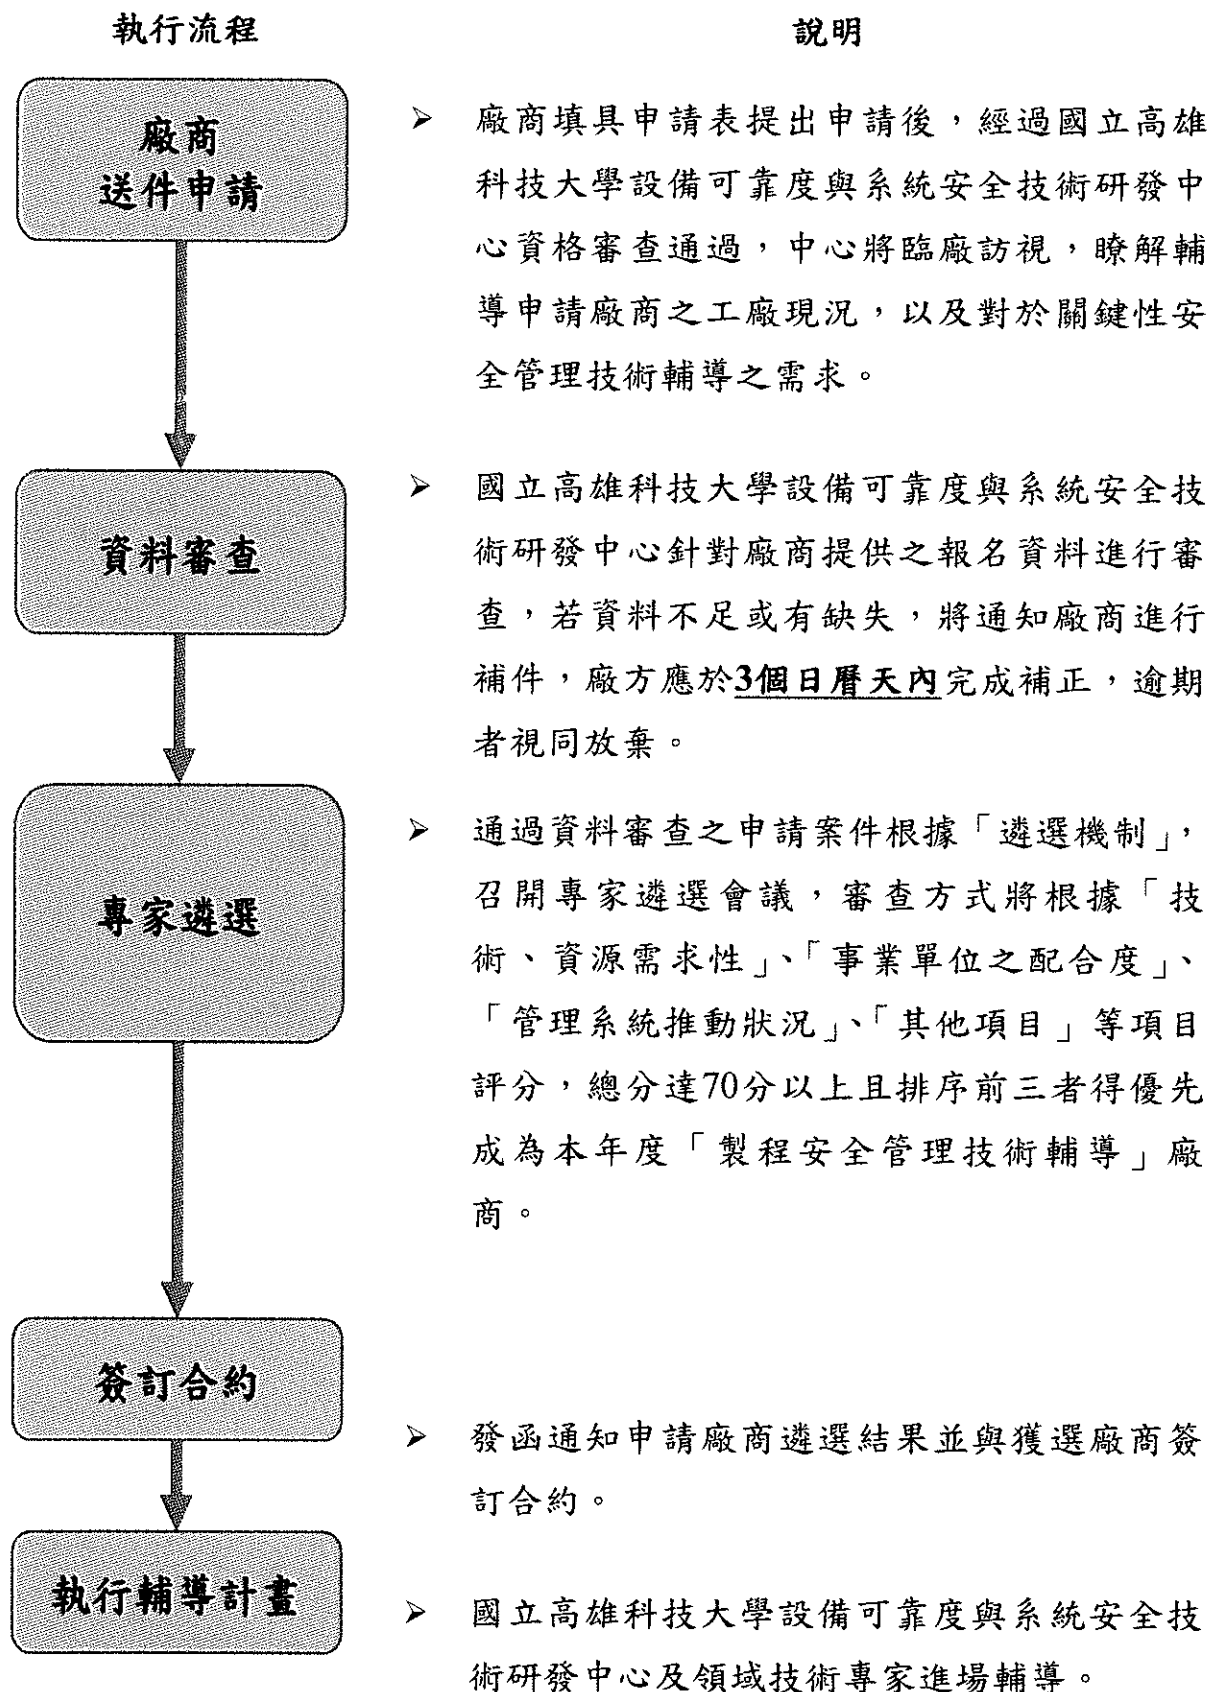 執行流程
說明
廠商
送件申請
➢ 廠商填具申請表提出申請後，經過國立高雄
科技大學設備可靠度與系統安全技術研發中
心資格審查通過，中心將臨廠訪視，瞭解輔
導申請廠商之工廠現況，以及對於關鍵性安
全管理技術輔導之需求。
資料審查
➢ 國立高雄科技大學設備可靠度與系統安全技
術研發中心針對廠商提供之報名資料進行審
查，若資料不足或有缺失，將通知廠商進行
補件，廠方應於3個日曆天內完成補正，逾期
者視同放棄。
專家遴選
➢ 通過資料審查之申請案件根據「遴選機制」，
召開專家遴選會議，審查方式將根據「技
術、資源需求性」、「事業單位之配合度」、
「管理系統推動狀況」、「其他項目」等項目
評分，總分達70分以上且排序前三者得優先
成為本年度「製程安全管理技術輔導」廠
商。
簽訂合約
➢ 發函通知申請廠商遴選結果並與獲選廠商簽
訂合約。
執行輔導計畫
➢ 國立高雄科技大學設備可靠度與系統安全技
術研發中心及領域技術專家進場輔導。